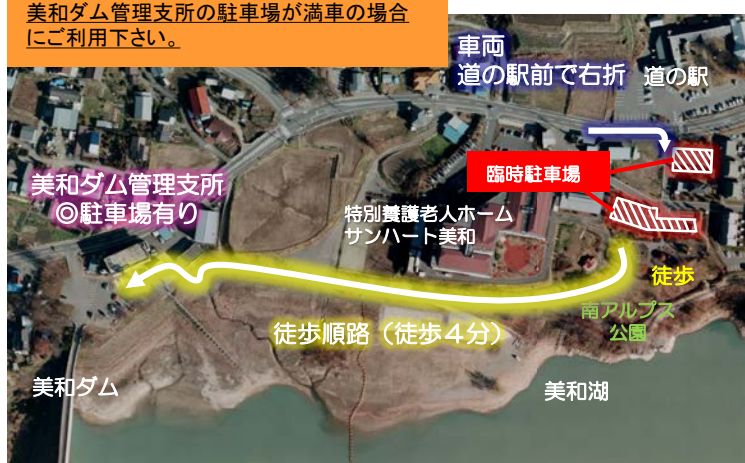 美和ダム管理支所の駐車場が満車の場合
にご利用下さい。
車両
道の駅前で右折
道の駅
臨時駐車場
美和ダム管理支所
◎駐車場有り
特別養護老人ホーム
サンハート美和
徒歩
南アルプス
公園
徒歩順路（徒歩４分）
美和ダム
美和湖